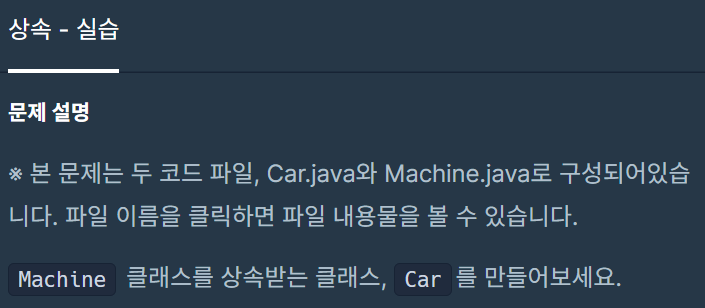 상속 - 실습
문제 설명
※ 본 문제는 두 코드 파일, Car.java와 Machine.java로 구성되어있습
니다. 파일 이름을 클릭하면 파일 내용물을 볼 수 있습니다.
Machine 클래스를 상속받는 클래스, Car 를 만들어보세요.